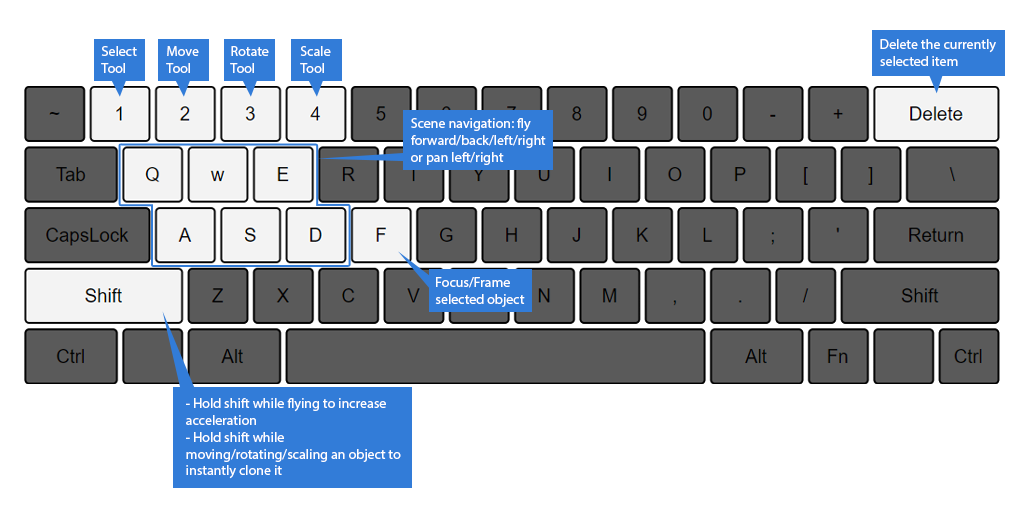 Select
Tool
Move
Tool
Rotate
Tool
Scale
Tool
Delete the currently
selected item
~ 1 2 3 4 5 7 8 9 0 - + Delete
Scene navigation: fly
forward/back/left/right
or pan left/right
Tab Q w E R Y U I O P [ ] \
CapsLock A S D F G H J K L ; ' Return
Focus/Frame
selected object
Shift Z X C V N M , . / Shift
Ctrl Alt Alt Fn Ctrl
- Hold shift while flying to increase
acceleration
- Hold shift while
moving/rotating/scaling an object to
instantly clone it